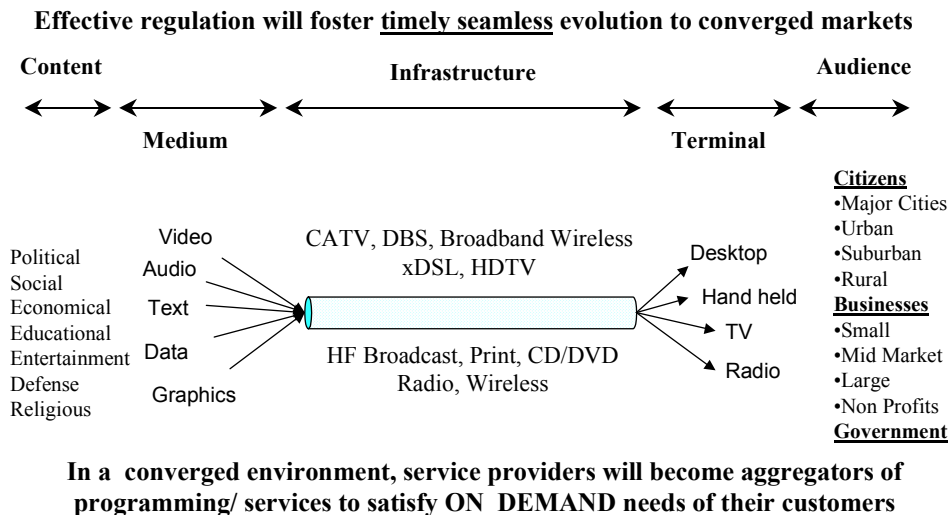 Effective regulation will foster timely seamless evolution to converged markets
Content
Infrastructure
Audience
Medium
Terminal
Political
Social
Economical
Educational
Entertainment
Defense
Religious
Video
Audio
Text
Data
Graphics
CATV, DBS, Broadband Wireless
xDSL, HDTV
HF Broadcast, Print, CD/DVD
Radio, Wireless
Desktop
Hand held
TV
Radio
Citizens
•Major Cities
•Urban
•Suburban
•Rural
Businesses
•Small
•Mid Market
•Large
•Non Profits
Government
In a converged environment, service providers will become aggregators of
programming/ services to satisfy ON DEMAND needs of their customers